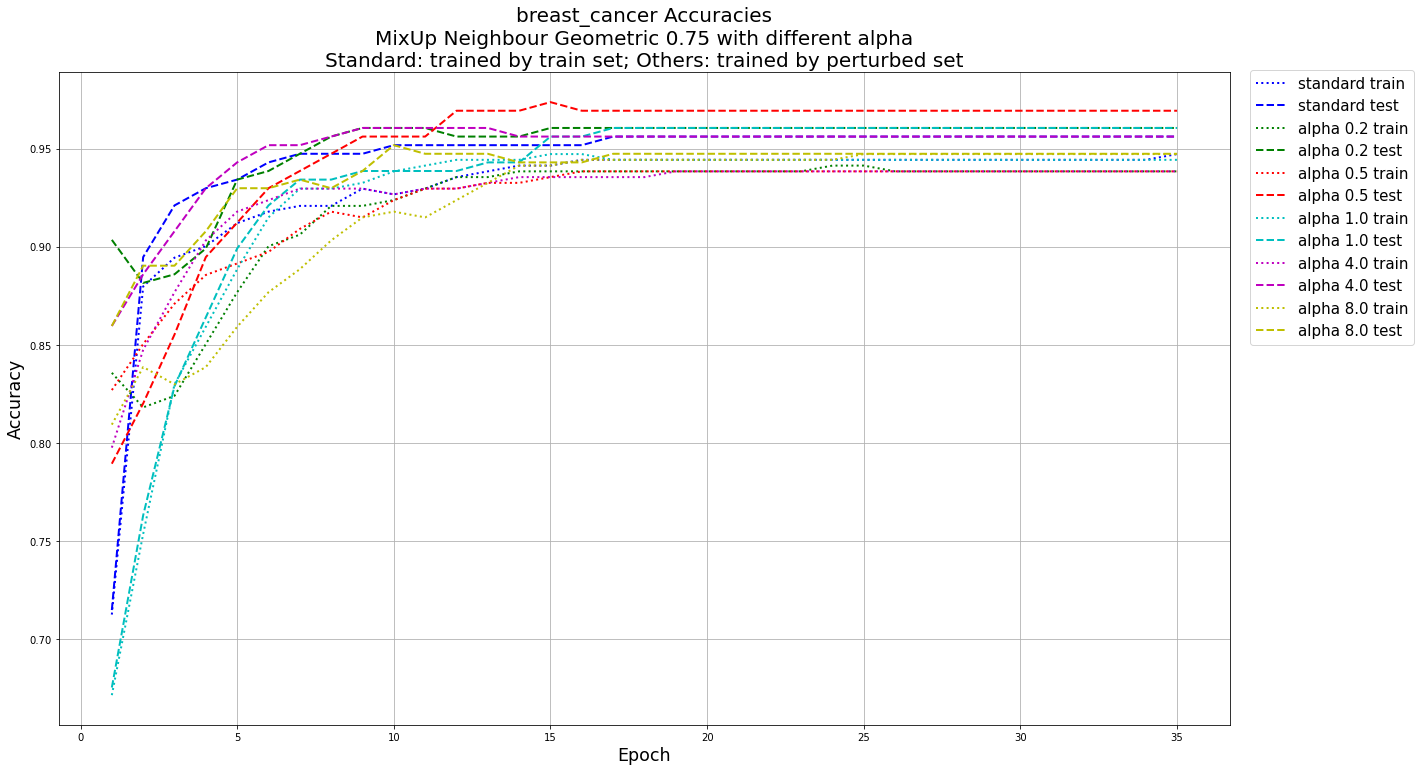 breast_cancer Accuracies
MixUp Neighbour Geometric 0.75 with different alpha
Standard: trained by train set; Others: trained by perturbed set
standard train
standard test
alpha 0.2 train
alpha 0.2 test
alpha 0.5 train
alpha 0.5 test
alpha 1.0 train
alpha 1.0 test
alpha 4.0 train
alpha 4.0 test
alpha 8.0 train
alpha 8.0 test
Accuracy
0.95
0.90
0.85
0.80
0.75
0.70
0 5 10 15 20 25 30 35
Epoch